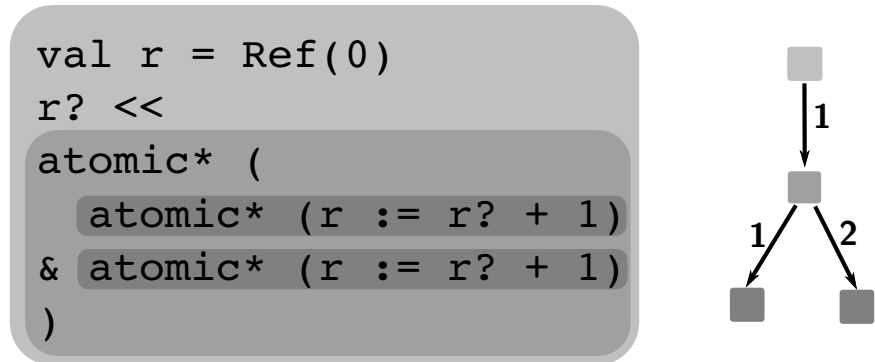 val r = Ref(0)
r? <<
atomic* (
  atomic* (r := r? + 1)
& atomic* (r := r? + 1)
)
1
1
2